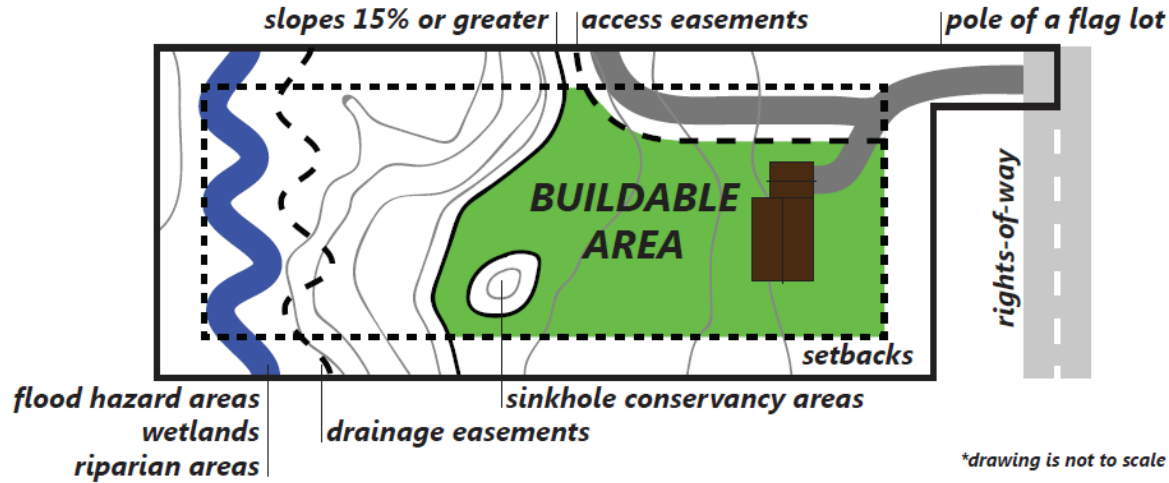 slopes 15% or greater
access easements
pole of a flag lot
BUILDABLE
AREA
rights-of-way
setbacks
flood hazard areas
wetlands
riparian areas
sinkhole conservancy areas
drainage easements
*drawing is not to scale